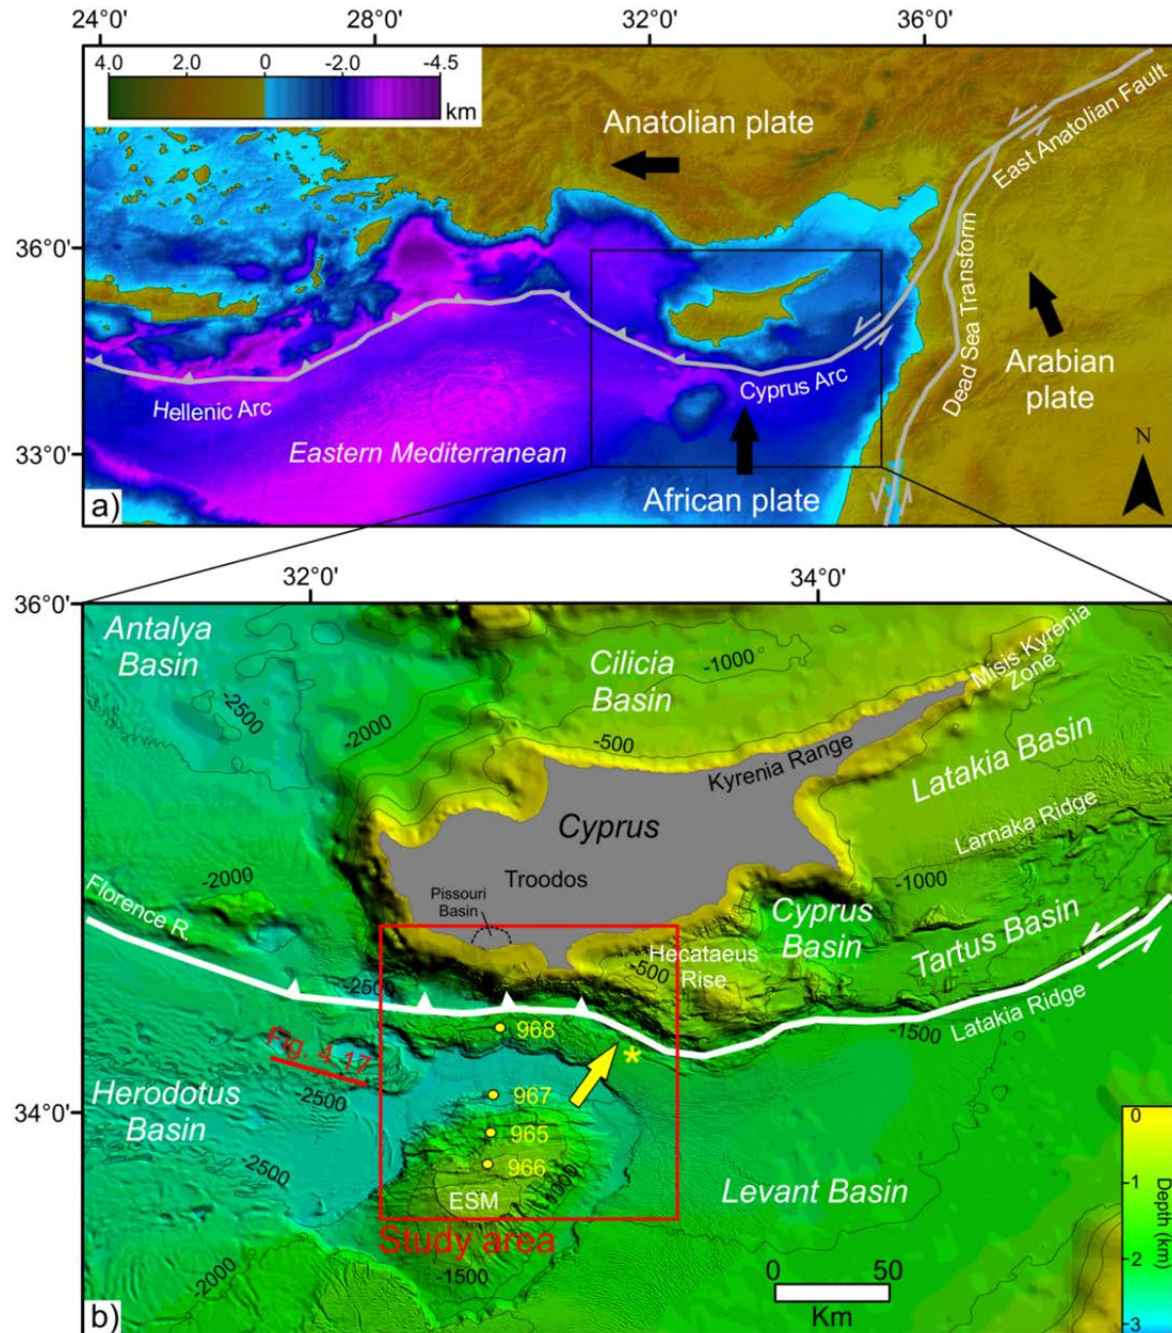 24°0'
28°0'
32°0'
36°0'
4.0
2.0
0
-2.0
-4.5
km
Anatolian plate
East Anatolian Fault
36°0'
Dead Sea Transform
Arabian
plate
Cyprus Arc
Hellenic Arc
N
33°0'
Eastern Mediterranean
African plate
a)
32°0'
34°0'
36°0'
Antalya
Basin
Cilicia
Basin
-1000
Misis Kyrenia
Zone
-2500
-2000
-500
Kyrenia Range
Latakia Basin
Cyprus
Larnaka Ridge
-2000
Troodos
-1000
Florence R.
Pissouri
Basin
Cyprus
Basin
Tartus Basin
Hecataeus
Rise
-500
-2500
Latakia Ridge
-1500
968
*
Fig. 4.17
-2500
967
34°0'
Herodotus
Basin
965
966
-2500
-1000
ESM
Levant Basin
Study area
-2000
-1500
0
50
Km
0
-1
-2
-3
Depth (km)
b)